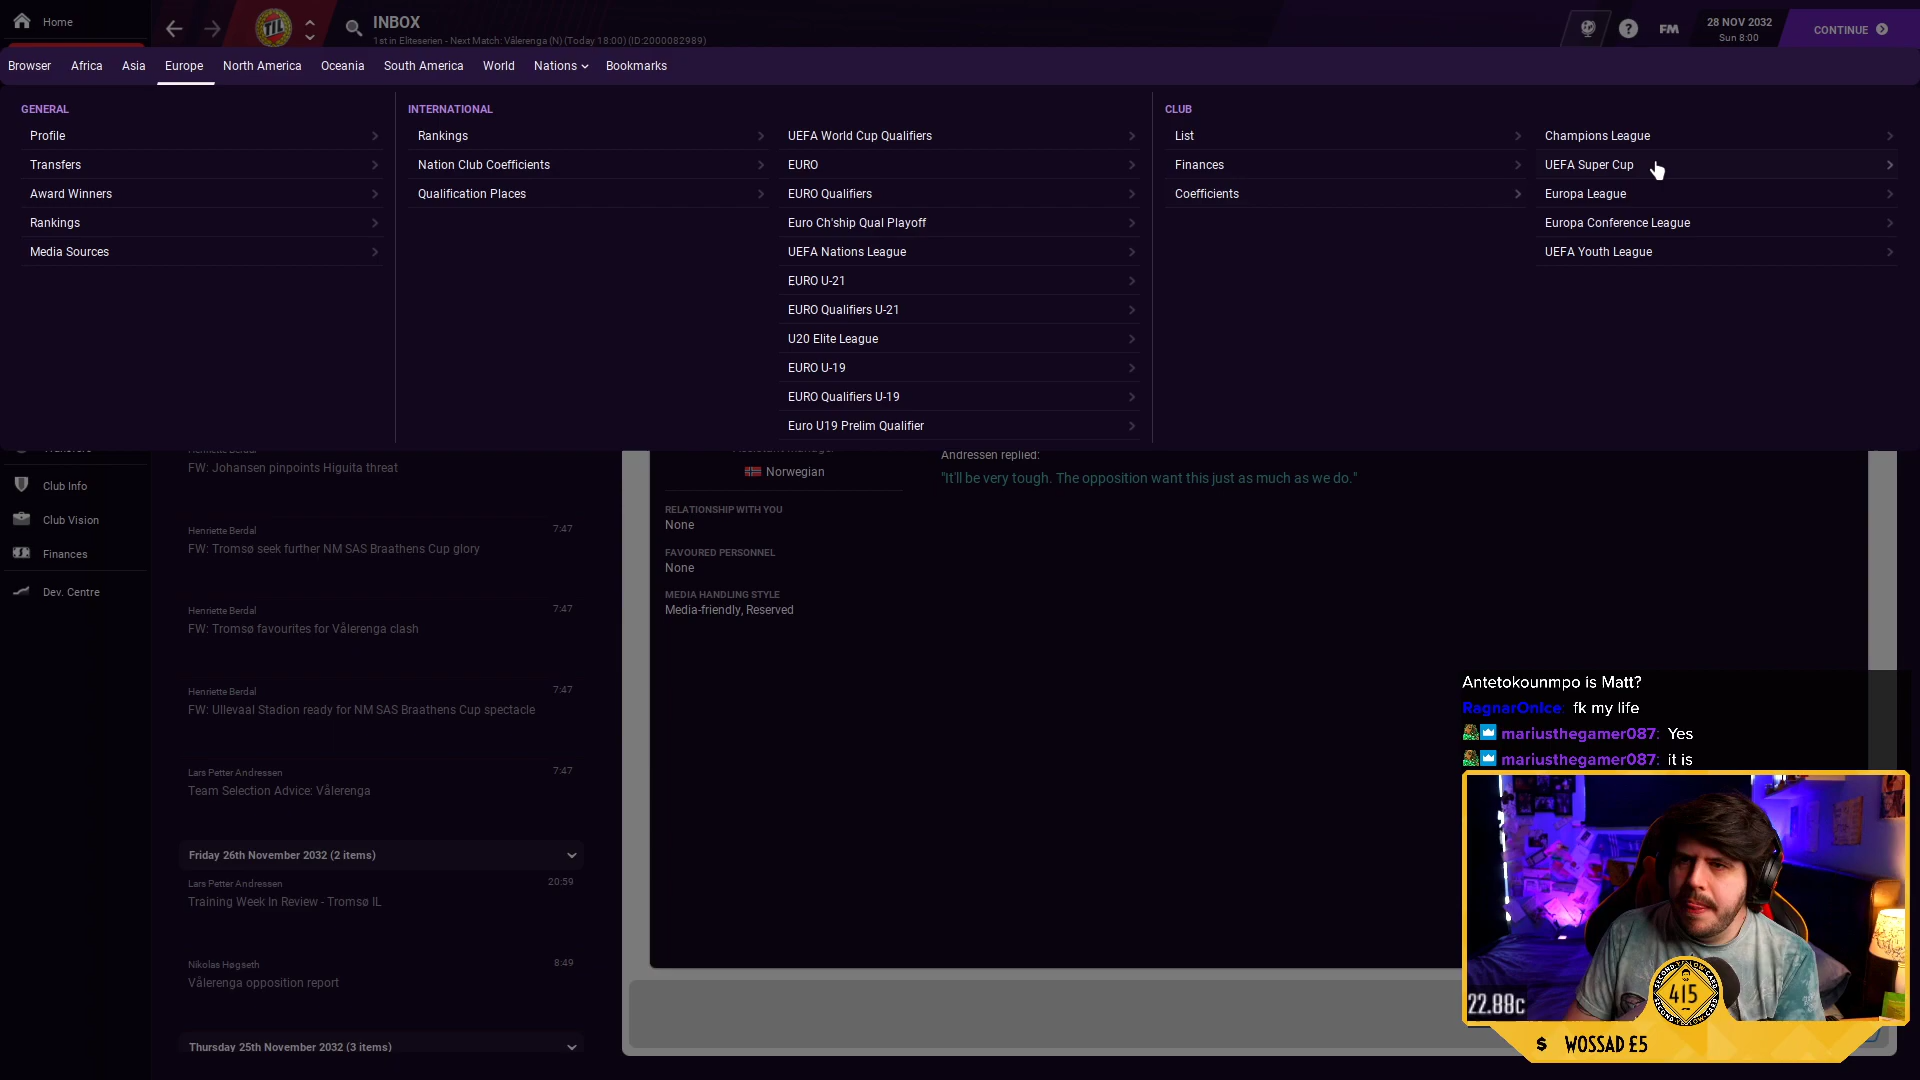 Home
INBOX
1st in Eliteserien - Next Match: Vålerenga (N) (Today 18:00) (ID:2000082989)
?
FM
28 NOV 2032
Sun 8:00
CONTINUE
Browser Africa Asia Europe North America Oceania South America World Nations Bookmarks
GENERAL
Profile
Transfers
Award Winners
Rankings
Media Sources
INTERNATIONAL
Rankings
Nation Club Coefficients
Qualification Places
UEFA World Cup Qualifiers
EURO
EURO Qualifiers
Euro Ch'ship Qual Playoff
UEFA Nations League
EURO U-21
EURO Qualifiers U-21
U20 Elite League
EURO U-19
EURO Qualifiers U-19
Euro U19 Prelim Qualifier
CLUB
List
Finances
Coefficients
Champions League
UEFA Super Cup
Europa League
Europa Conference League
UEFA Youth League
Club Info
Club Vision
Finances
Dev. Centre
FW: Johansen pinpoints Higuita threat
Henriette Berdal 7:47
FW: Tromsø seek further NM SAS Braathens Cup glory
Henriette Berdal 7:47
FW: Tromsø favourites for Vålerenga clash
Henriette Berdal 7:47
FW: Ullevaal Stadion ready for NM SAS Braathens Cup spectacle
Lars Petter Andressen 7:47
Team Selection Advice: Vålerenga
Friday 26th November 2032 (2 items)
Lars Petter Andressen 20:59
Training Week In Review - Tromsø IL
Nikolas Høgseth 8:49
Vålerenga opposition report
Thursday 25th November 2032 (3 items)
Norwegian
RELATIONSHIP WITH YOU
None
FAVOURED PERSONNEL
None
MEDIA HANDLING STYLE
Media-friendly, Reserved
Andressen replied:
"It'll be very tough. The opposition want this just as much as we do."
Antetokounmpo is Matt?
RagnarOnIce: fk my life
mariusthegamer087: Yes
mariusthegamer087: it is
22.88c
415
$ WOSSAD £5